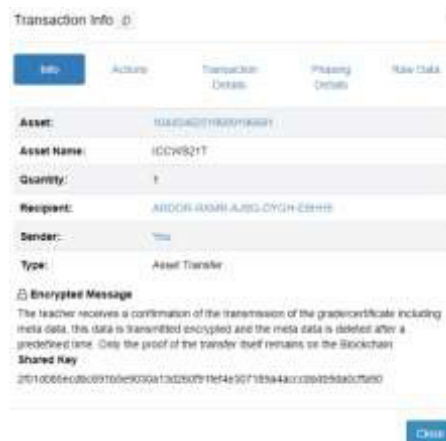 Transaction Info
Info Actions Transaction Details Phasing Details Raw Data
Asset:
Asset Name: ICCWS21T
Quantity: 1
Recipient:
Sender: You
Type: Asset Transfer
Encrypted Message
The teacher receives a confirmation of the transmission of the grade/certificate including
meta data, this data is transmitted encrypted and the meta data is deleted after a
predefined time. Only the proof of the transfer itself remains on the Blockchain
Shared Key
Close